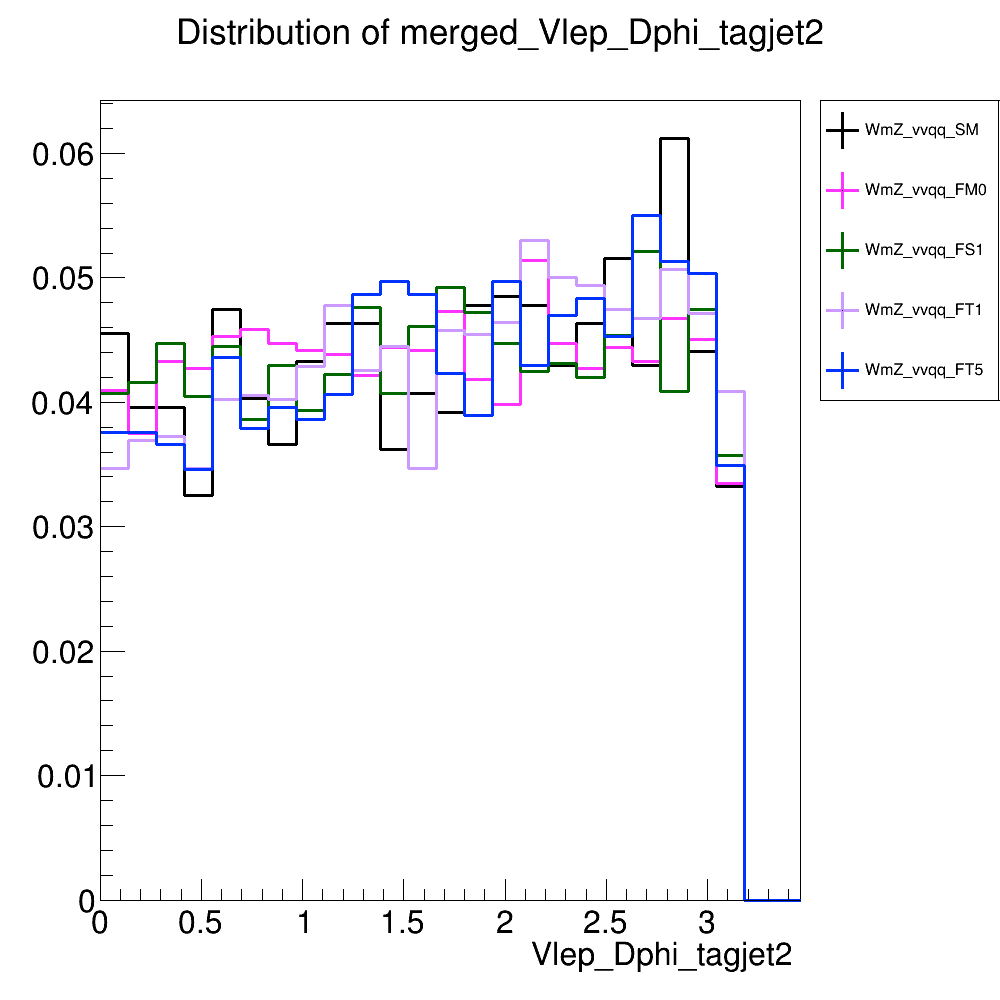 Distribution of merged_Vlep_Dphi_tagjet2
0.06
0.05
0.04
0.03
0.02
0.01
0
0 0.5 1 1.5 2 2.5 3
Vlep_Dphi_tagjet2
WmZ_vvqq_SM
WmZ_vvqq_FM0
WmZ_vvqq_FS1
WmZ_vvqq_FT1
WmZ_vvqq_FT5